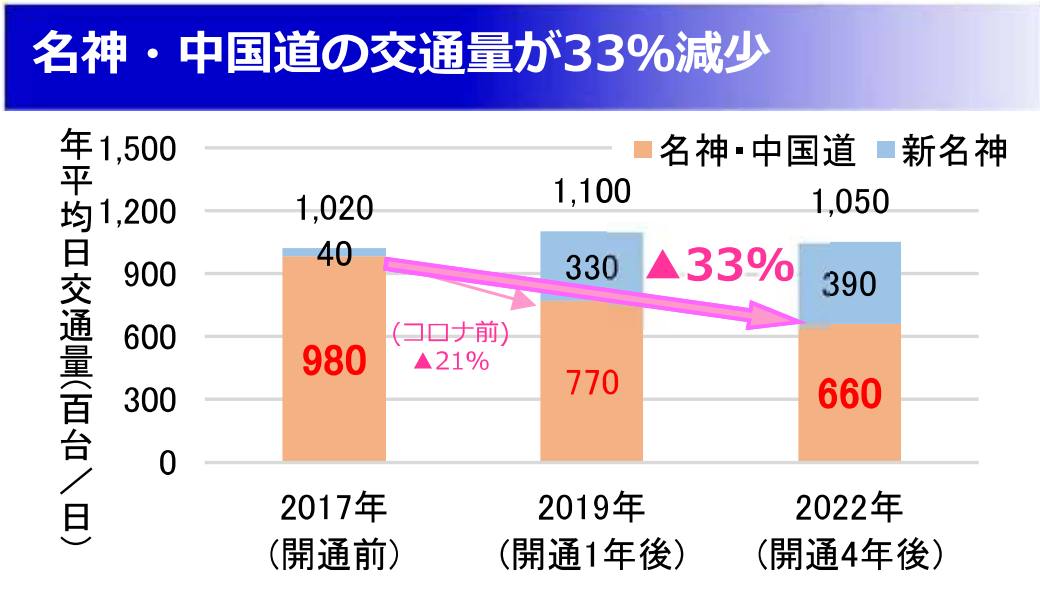 名神・中国道の交通量が33%減少
年平均日交通量(百台/日)
1,500
1,200
900
600
300
0
名神・中国道
新名神
1,020
40
980
1,100
330
770
1,050
390
660
▲33%
(コロナ前)
▲21%
2017年
(開通前)
2019年
(開通1年後)
2022年
(開通4年後)